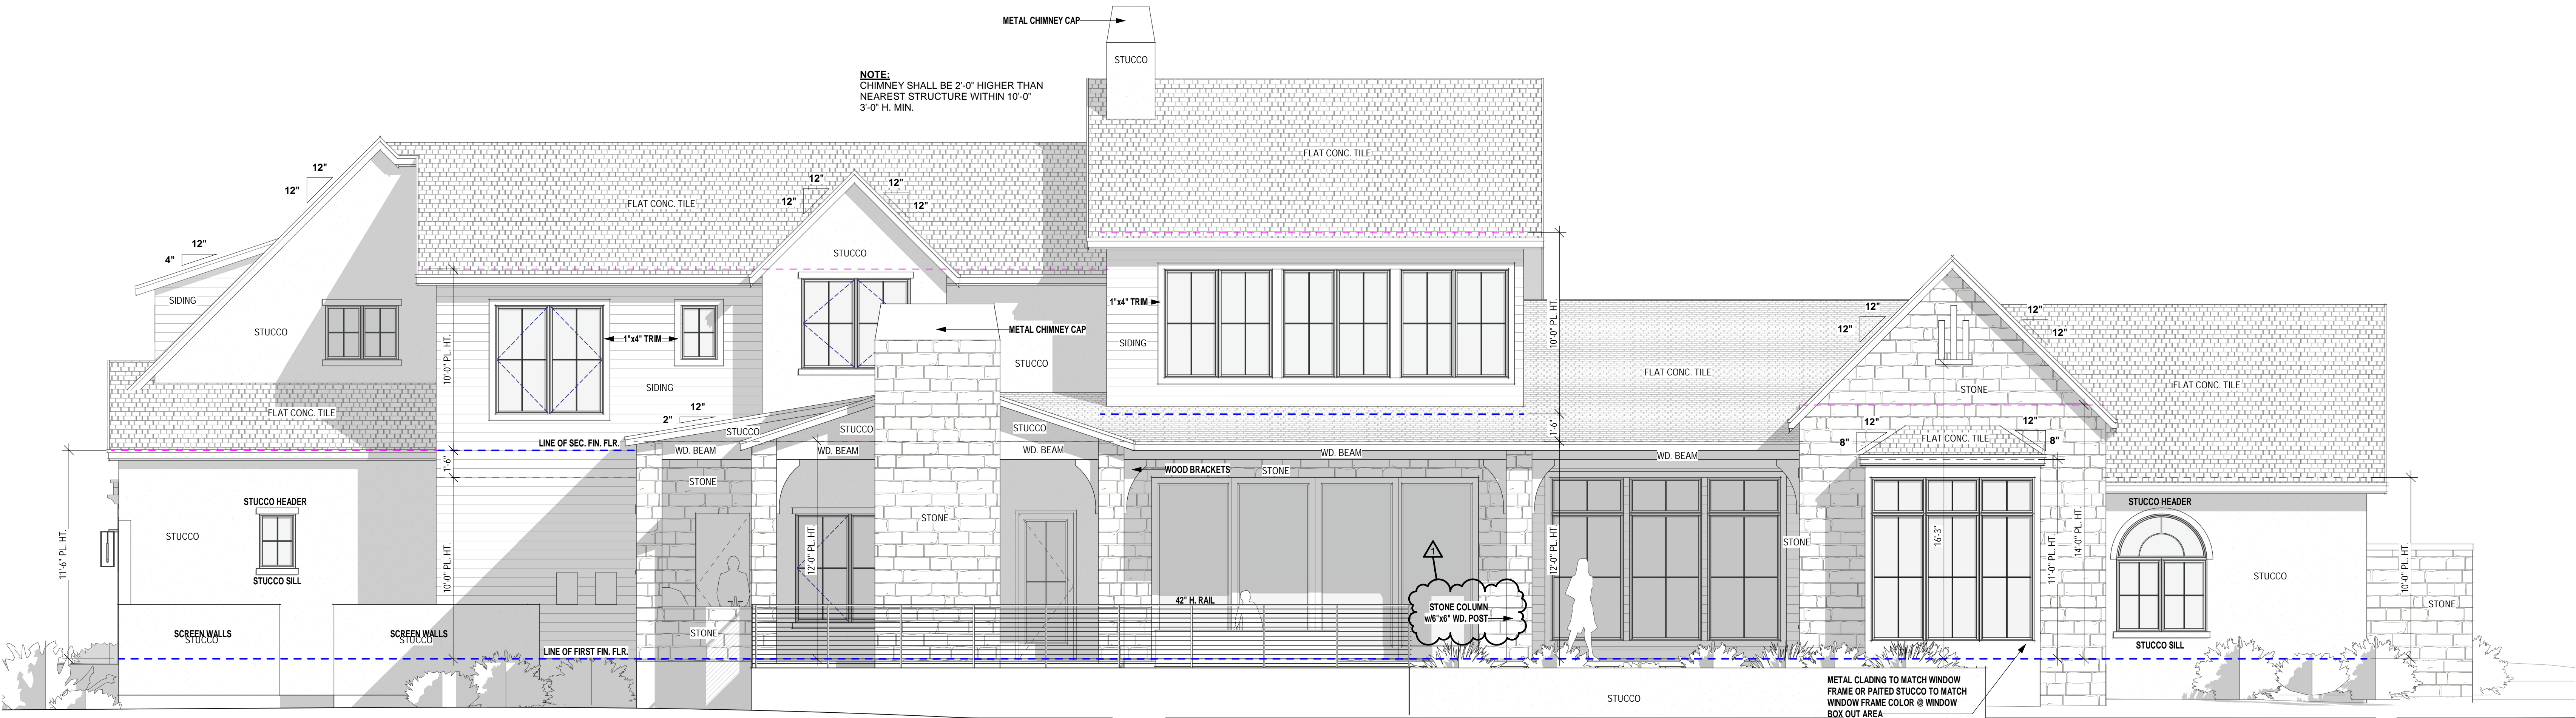 METAL CHIMNEY CAP
STUCCO
NOTE:
CHIMNEY SHALL BE 2'-0" HIGHER THAN
NEAREST STRUCTURE WITHIN 10'-0"
3'-0" H. MIN.
FLAT CONC. TILE
12"
12"
12"
12"
12"
12"
FLAT CONC. TILE
12"
4"
STUCCO
SIDING
STUCCO
1"x4" TRIM
SIDING
10'-0" PL. HT.
1"x4" TRIM
METAL CHIMNEY CAP
STUCCO
SIDING
10'-0" PL. HT.
FLAT CONC. TILE
12"
12"
12"
12"
STONE
FLAT CONC. TILE
FLAT CONC. TILE
12"
2"
STUCCO
STUCCO
STUCCO
1'-6"
12"
8"
12"
8"
FLAT CONC. TILE
LINE OF SEC. FIN. FLR.
1'-6"
WD. BEAM
WD. BEAM
WD. BEAM
WD. BEAM
WD. BEAM
WOOD BRACKETS
STONE
STONE
STUCCO HEADER
STUCCO
STUCCO SILL
11'-6" PL. HT.
10'-0" PL. HT.
12'-0" PL. HT.
STONE
1
12'-0" PL. HT.
STONE
16'-3"
11'-0" PL. HT.
14'-0" PL. HT.
STUCCO HEADER
STUCCO
STUCCO SILL
10'-0" PL. HT.
STONE
42" H. RAIL
STONE COLUMN
w/6"x6" WD. POST
SCREEN WALLS
STUCCO
SCREEN WALLS
STUCCO
STONE
LINE OF FIRST FIN. FLR.
STUCCO
METAL CLADING TO MATCH WINDOW
FRAME OR PAITED STUCCO TO MATCH
WINDOW FRAME COLOR @ WINDOW
BOX OUT AREA